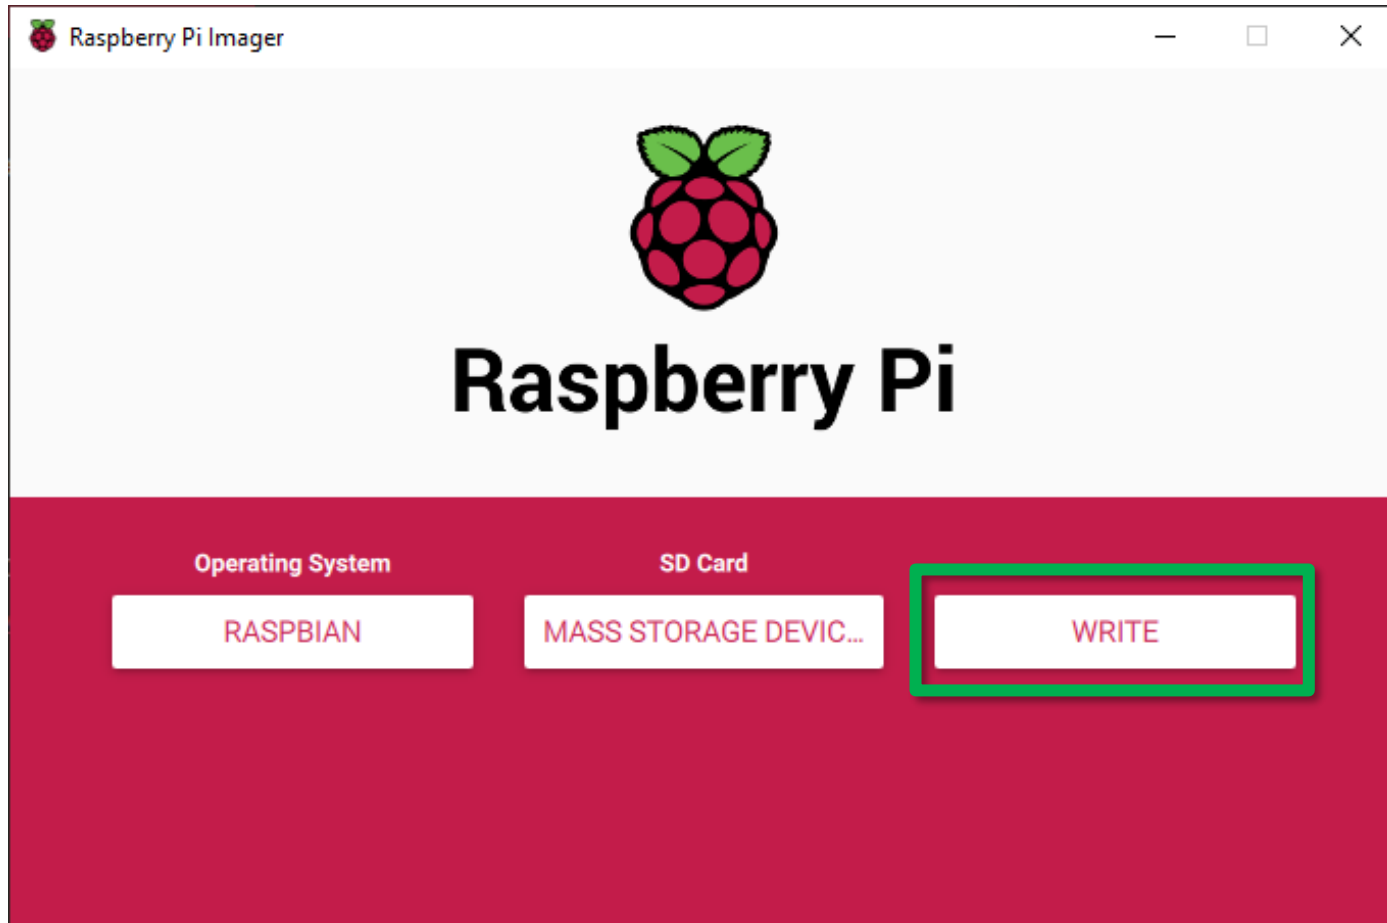 Raspberry Pi Imager
Raspberry Pi
Operating System
SD Card
RASPBIAN
MASS STORAGE DEVIC...
WRITE